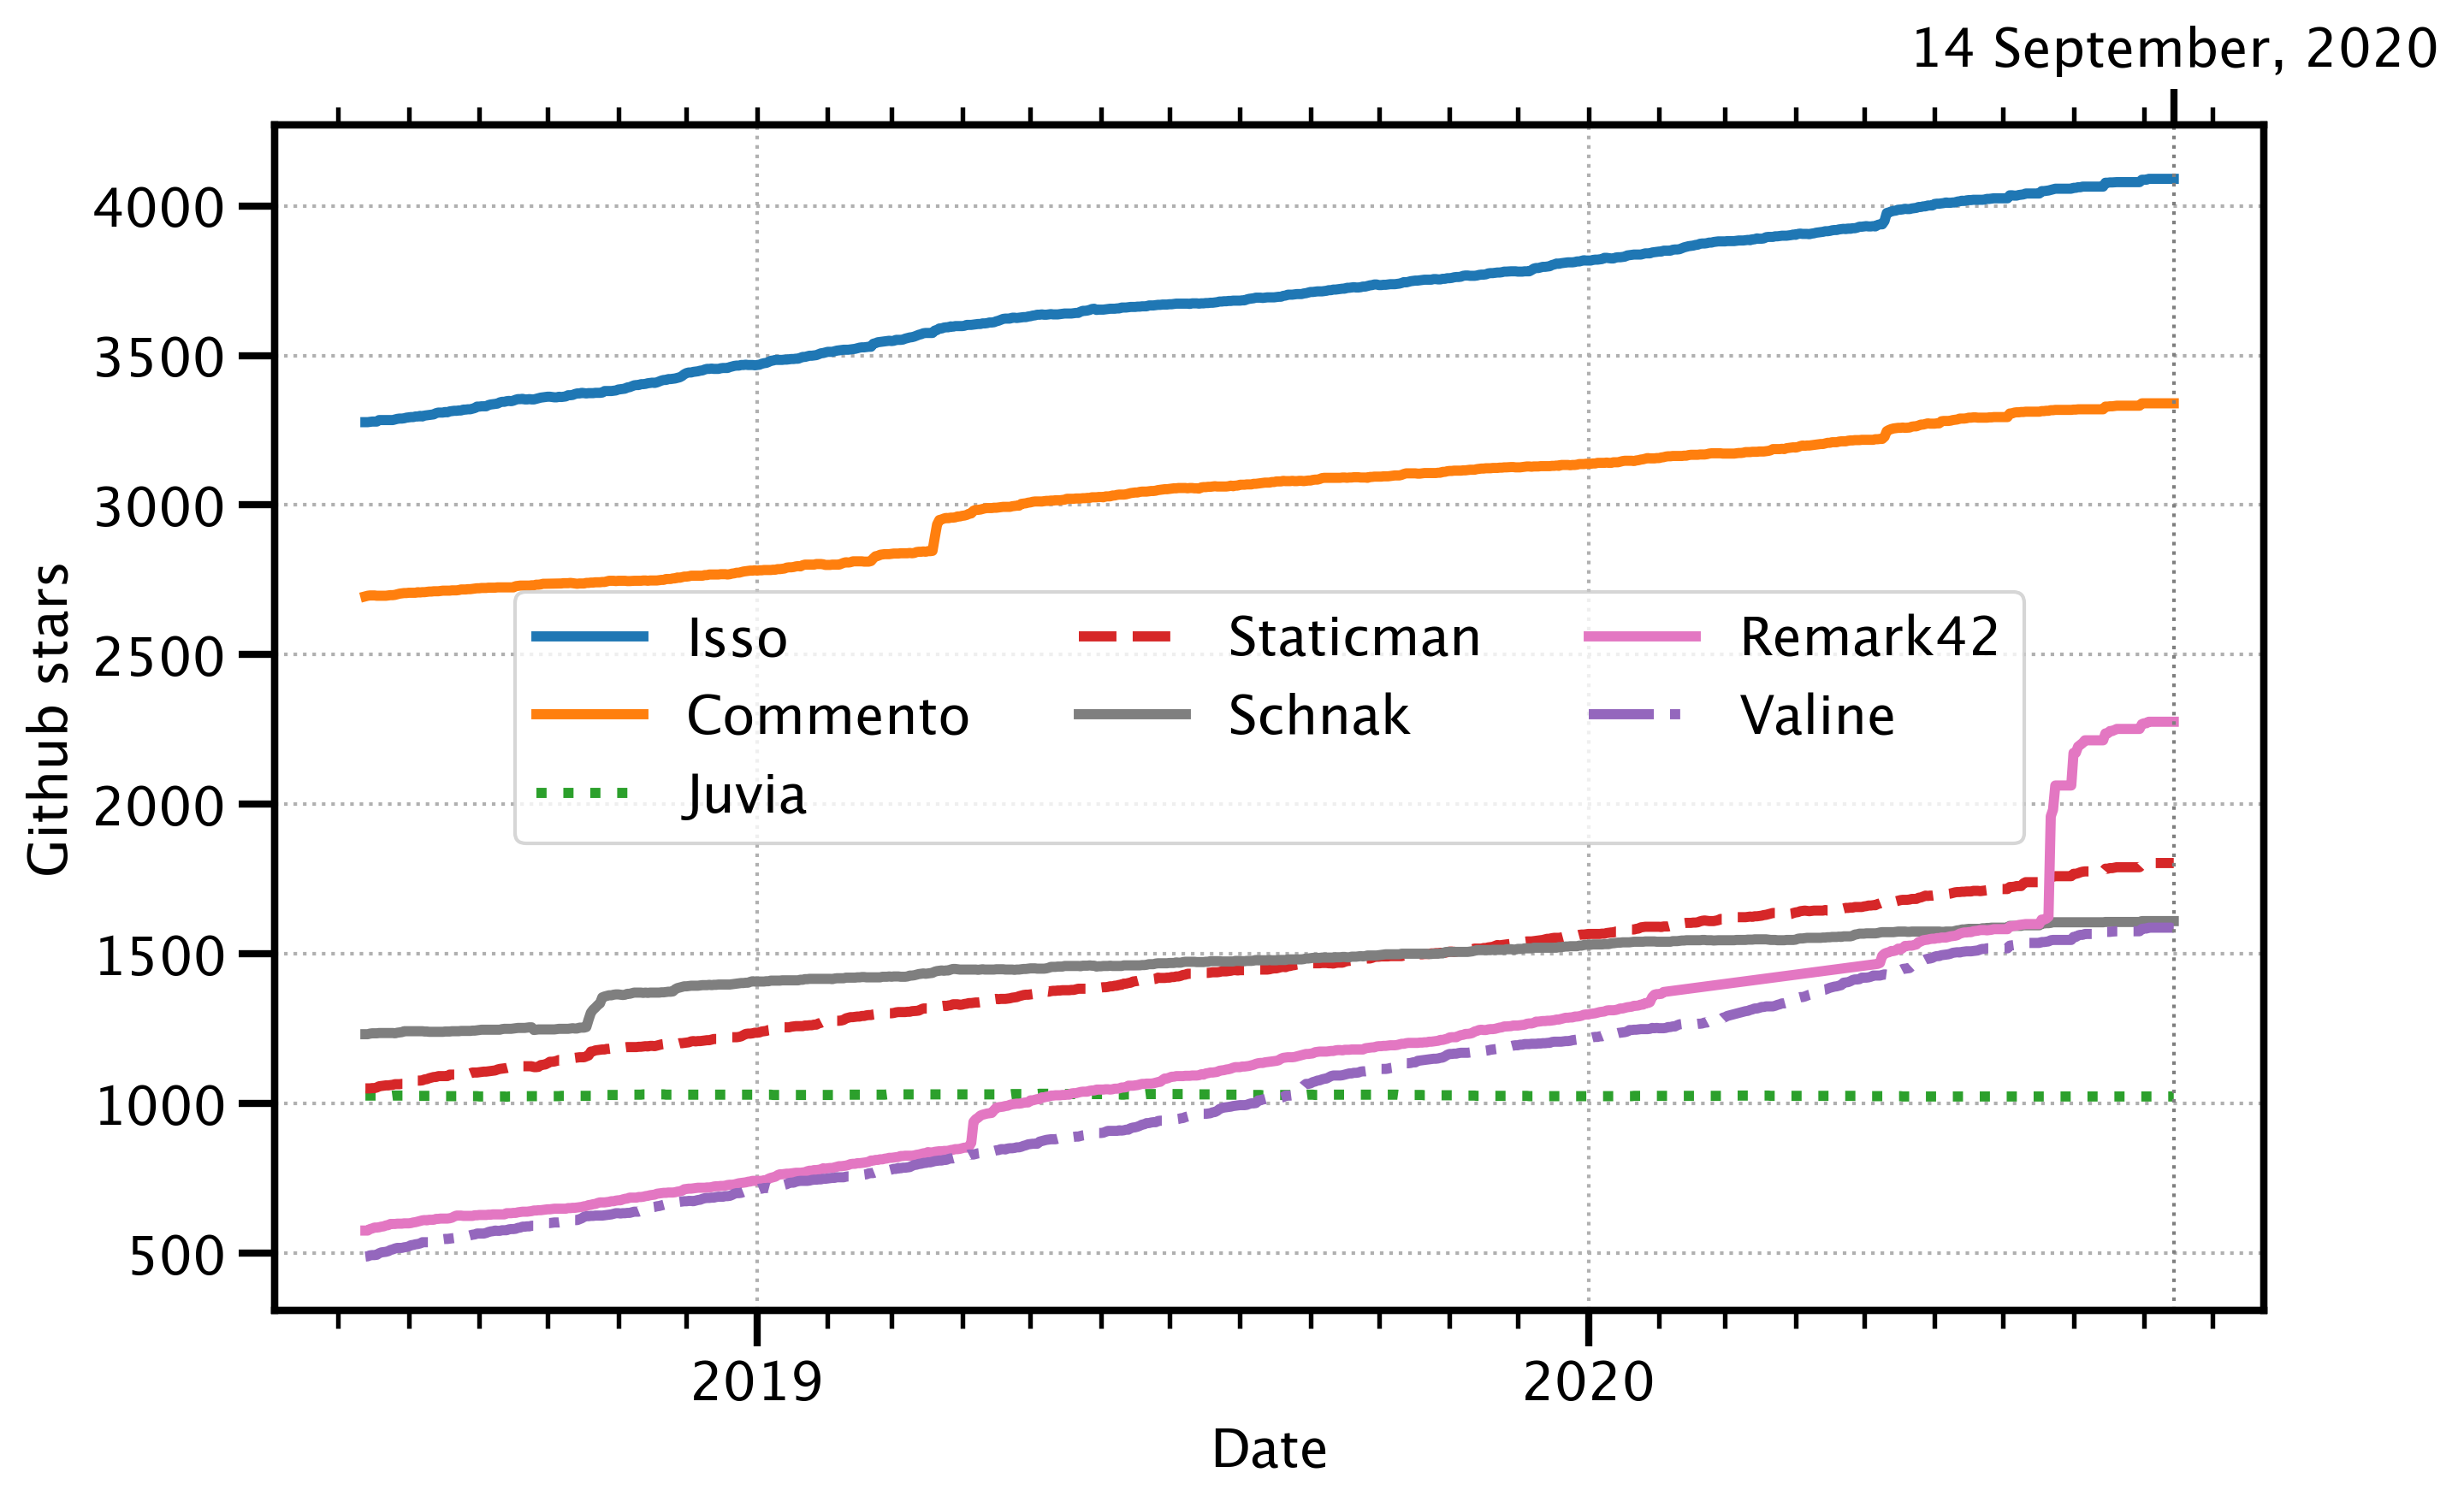 14 September, 2020
4000
3500
3000
2500
2000
1500
1000
500
Github stars
Isso
Commento
Juvia
Staticman
Schnak
Remark42
Valine
2019
2020
Date